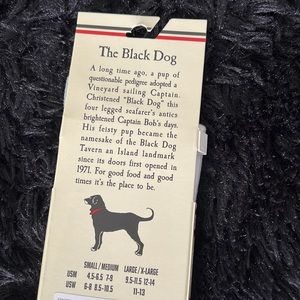 The Black Dog
A long time ago, a pup of
questionable pedigree adopted a
Vineyard sailing Captain.
Christened "Black Dog" this
four legged seafarer's antics
brightened Captain Bob's days.
His feisty pup became the
namesake of the Black Dog
Tavern an Island landmark
since its doors first opened in
1971. For good food and good
times it's the place to be.
SMALL/MEDIUM LARGE/X-LARGE
USM 4.5-6.5 7-9 9.5-11.5 12-14
USW 6-8 8.5-10.5 11-13